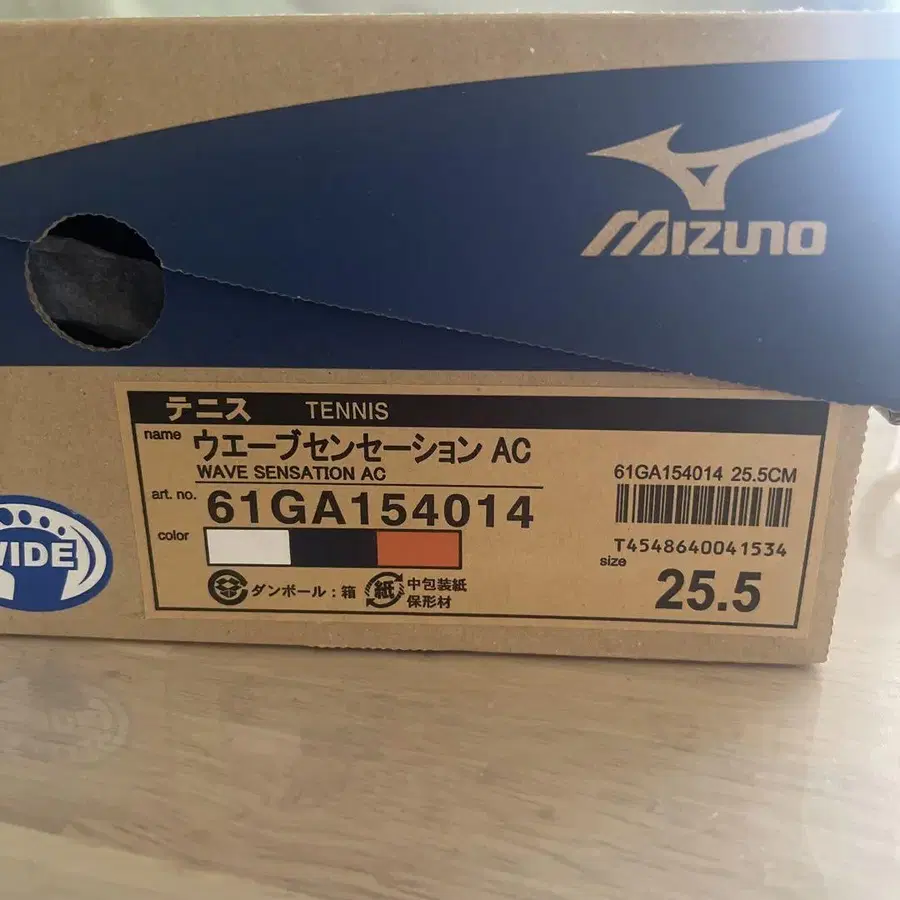 MIZUNO
テニス TENNIS
name ウエーブセンセーション AC
WAVE SENSATION AC
art. no. 61GA154014
color
61GA154014 25.5CM
T4548640041534
size
25.5
ダンボール：箱
紙 中包装紙
保形材
WIDE